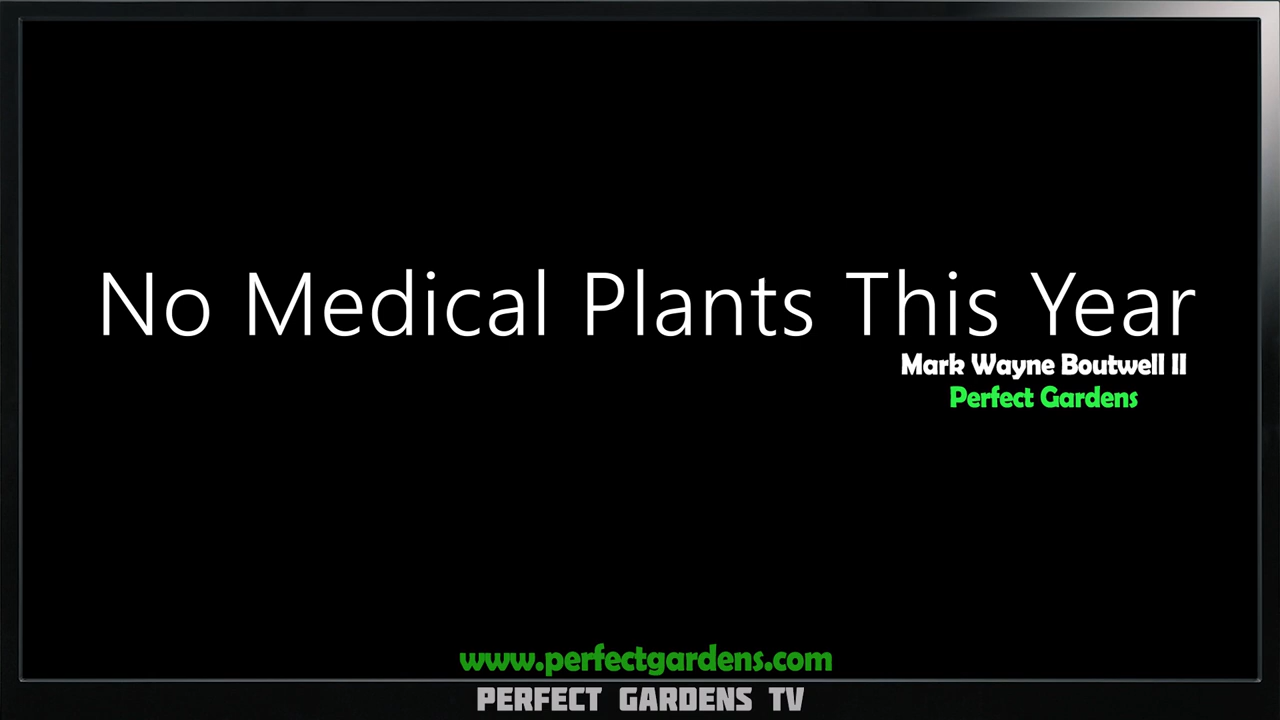 No Medical Plants This Year
Mark Wayne Boutwell II
Perfect Gardens
www.perfectgardens.com
PERFECT GARDENS TV